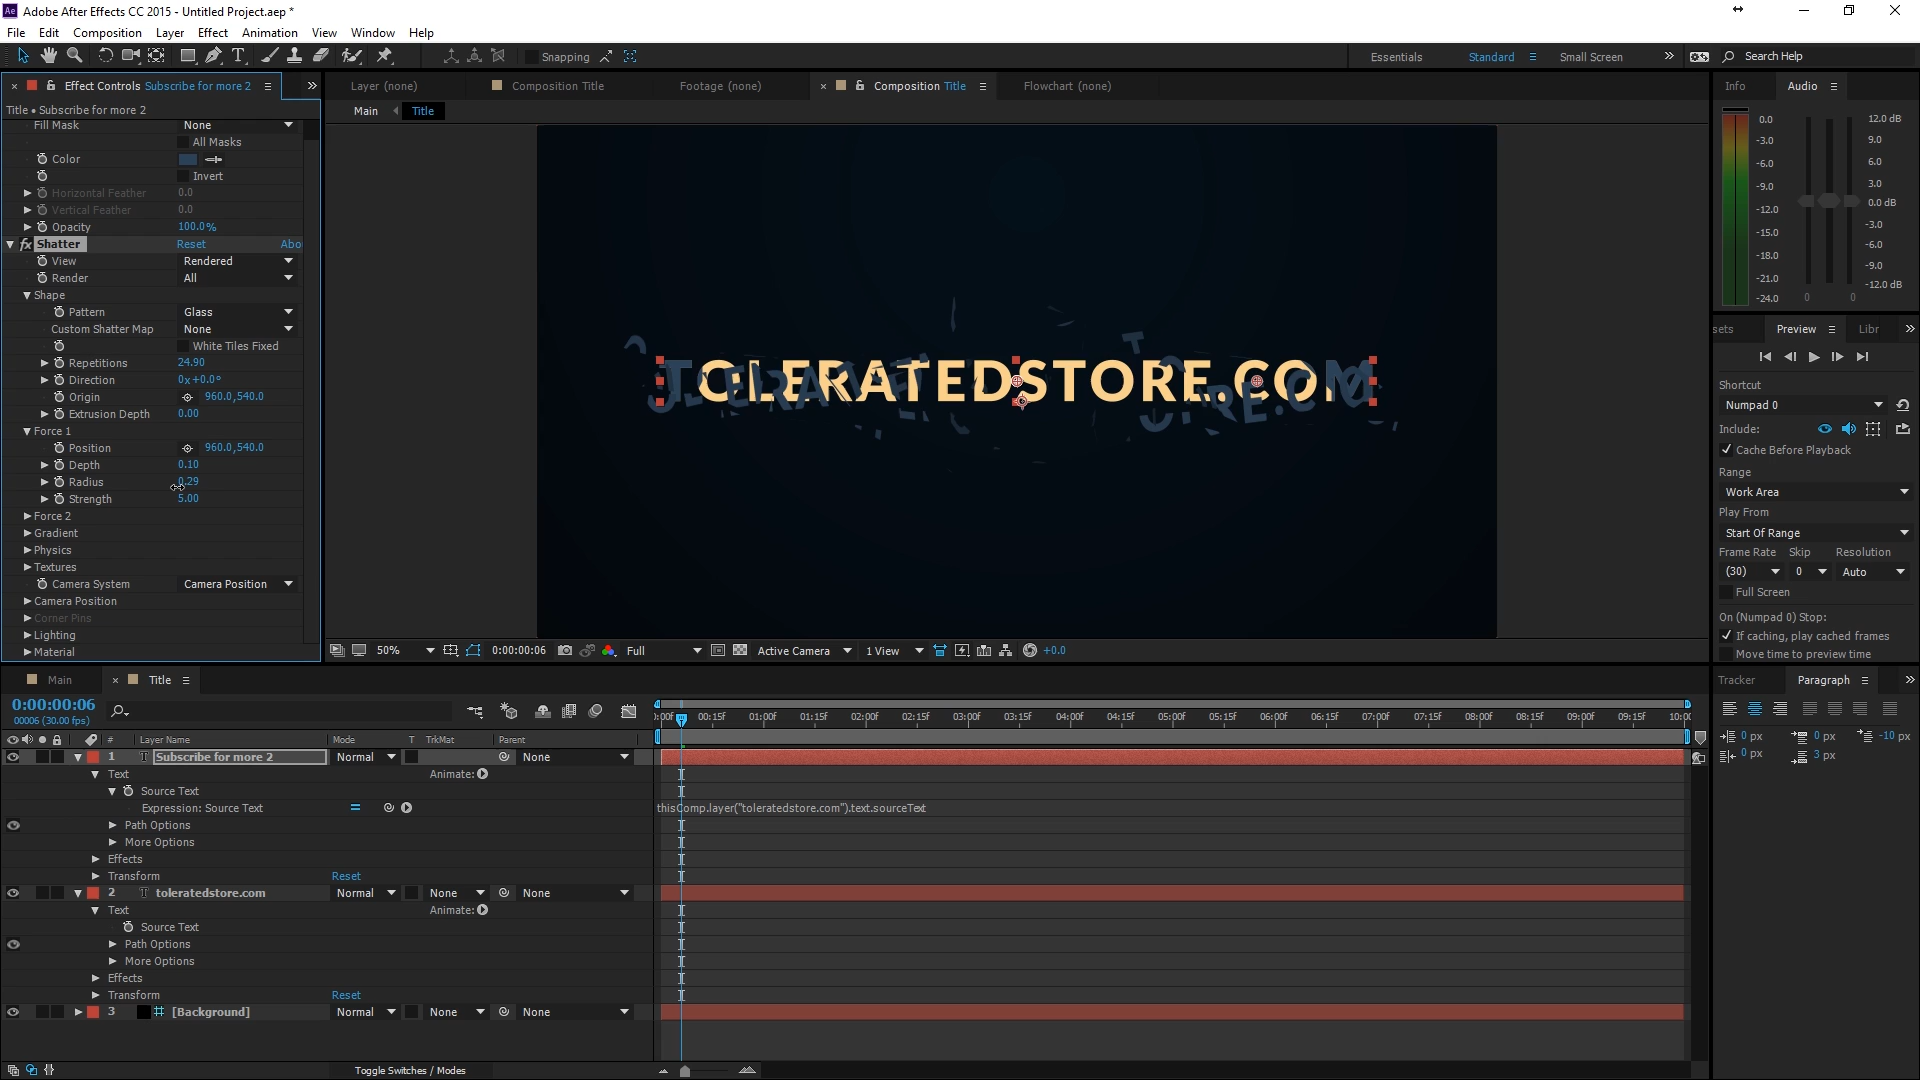 Adobe After Effects CC 2015 - Untitled Project.aep *
File Edit Composition Layer Effect Animation View Window Help
Snapping Essentials Standard Small Screen Search Help
Effect Controls Subscribe for more 2
Layer (none) Composition Title Footage (none) Composition Title Flowchart (none)
Info Audio
Title • Subscribe for more 2
Main Title
Fill Mask None
All Masks
Color
Invert
Horizontal Feather 0.0
Vertical Feather 0.0
Opacity 100.0%
fx Shatter Reset Abo
View Rendered
Render All
Shape
Pattern Glass
Custom Shatter Map None
White Tiles Fixed
Repetitions 24.90
Direction 0x+0.0°
Origin 960.0,540.0
Extrusion Depth 0.00
Force 1
Position 960.0,540.0
Depth 0.10
Radius 0.29
Strength 5.00
Force 2
Gradient
Physics
Textures
Camera System Camera Position
Camera Position
Corner Pins
Lighting
Material
TOLERATEDSTORE.COM
0.0
-3.0
-6.0
-9.0
-12.0
-15.0
-18.0
-21.0
-24.0
0 0
12.0 dB
9.0
6.0
3.0
0.0 dB
-3.0
-6.0
-9.0
-12.0 dB
sets Preview Libr
Shortcut
Numpad 0
Include:
Cache Before Playback
Range
Work Area
Play From
Start Of Range
Frame Rate Skip Resolution
(30) 0 Auto
Full Screen
On (Numpad 0) Stop:
If caching, play cached frames
Move time to preview time
50% 0:00:00:06 Full Active Camera 1 View +0.0
Main Title
Tracker Paragraph
0:00:00:06
00006 (30.00 fps)
:00f 00:15f 01:00f 01:15f 02:00f 02:15f 03:00f 03:15f 04:00f 04:15f 05:00f 05:15f 06:00f 06:15f 07:00f 07:15f 08:00f 08:15f 09:00f 09:15f 10:00
0 px 0 px -10 px
0 px 3 px
# Layer Name Mode T TrkMat Parent
1 T Subscribe for more 2 Normal None
Text Animate:
Source Text
Expression: Source Text thisComp.layer("toleratedstore.com").text.sourceText
Path Options
More Options
Effects
Transform Reset
2 T toleratedstore.com Normal None None
Text Animate:
Source Text
Path Options
More Options
Effects
Transform Reset
3 [Background] Normal None None
Toggle Switches / Modes